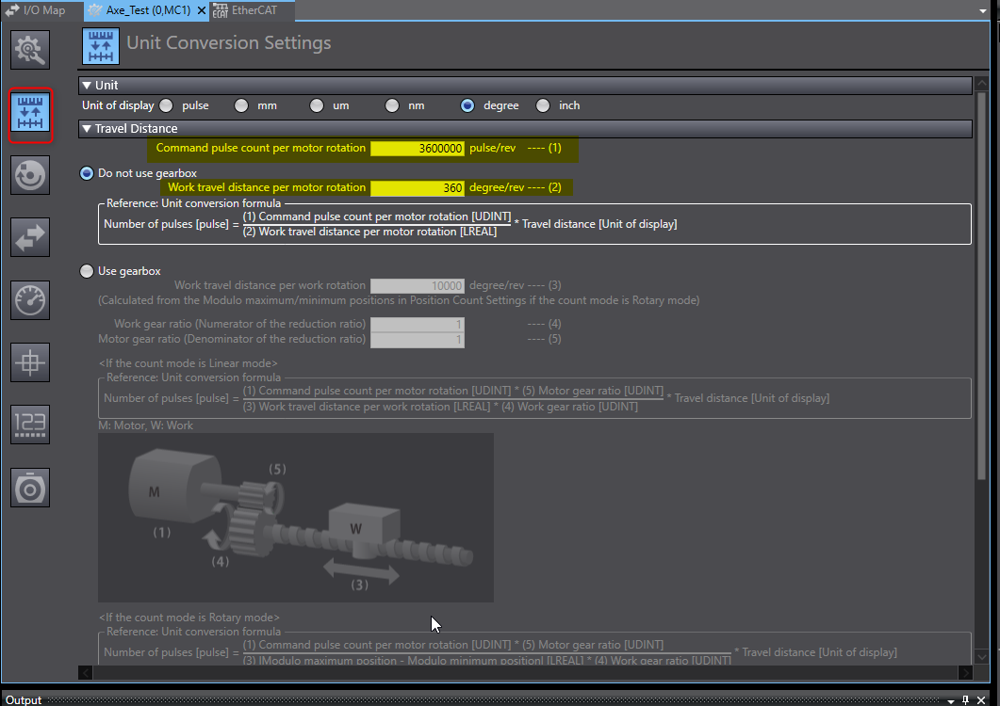 I/O Map Axe_Test (0,MC1) EtherCAT
ECAT
Unit Conversion Settings
Unit
Unit of display pulse mm um nm degree inch
Travel Distance
Command pulse count per motor rotation 3600000 pulse/rev ---- (1)
Do not use gearbox
Work travel distance per motor rotation 360 degree/rev ---- (2)
Reference: Unit conversion formula
(1) Command pulse count per motor rotation [UDINT]
Number of pulses [pulse] = * Travel distance [Unit of display]
(2) Work travel distance per motor rotation [LREAL]
Use gearbox
Work travel distance per work rotation 10000 degree/rev ---- (3)
(Calculated from the Modulo maximum/minimum positions in Position Count Settings if the count mode is Rotary mode)
Work gear ratio (Numerator of the reduction ratio) 1 ---- (4)
Motor gear ratio (Denominator of the reduction ratio) 1 ---- (5)
<If the count mode is Linear mode>
Reference: Unit conversion formula
(1) Command pulse count per motor rotation [UDINT] * (5) Motor gear ratio [UDINT]
Number of pulses [pulse] = * Travel distance [Unit of display]
(3) Work travel distance per work rotation [LREAL] * (4) Work gear ratio [UDINT]
M: Motor, W: Work
(5)
M
W
(1)
(4)
(3)
123
<If the count mode is Rotary mode>
Reference: Unit conversion formula
(1) Command pulse count per motor rotation [UDINT] * (5) Motor gear ratio [UDINT]
Number of pulses [pulse] = * Travel distance [Unit of display]
(3) |Modulo maximum position - Modulo minimum position| [LREAL] * (4) Work gear ratio [UDINT]
Output